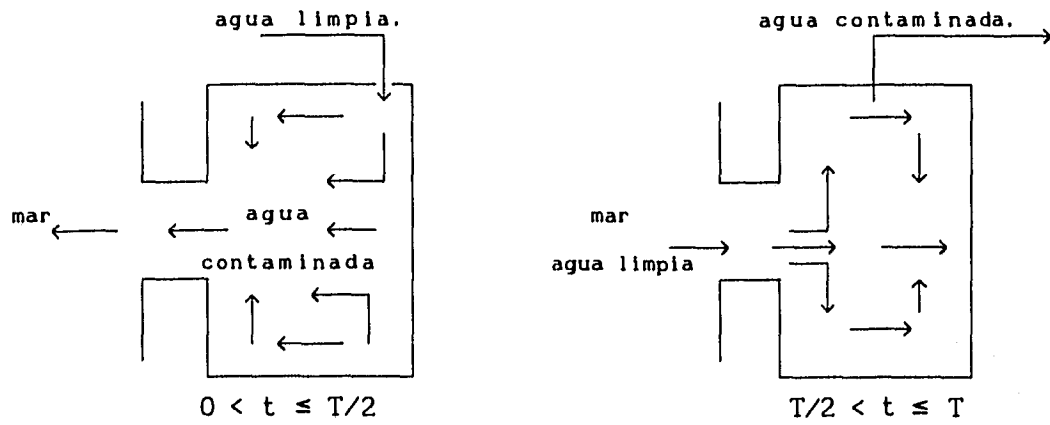 agua limpia.
agua contaminada.
mar
agua
contaminada
mar
agua limpia
0 < t ≤ T/2
T/2 < t ≤ T